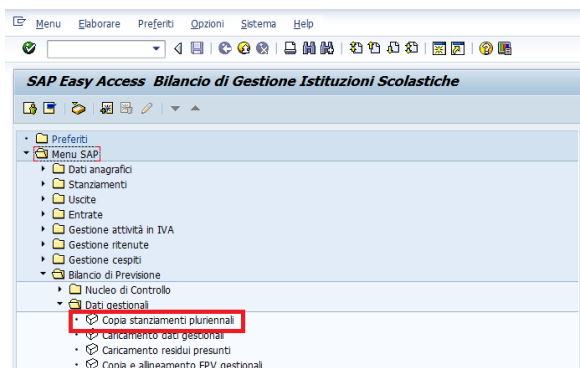 Menu Elaborare Preferiti Opzioni Sistema Help
SAP Easy Access Bilancio di Gestione Istituzioni Scolastiche
Preferiti
Menu SAP
Dati anagrafici
Stanziamenti
Uscite
Entrate
Gestione attività in IVA
Gestione ritenute
Gestione cespiti
Bilancio di Previsione
Nucleo di Controllo
Dati gestionali
Copia stanziamenti pluriennali
Caricamento dati gestionali
Caricamento residui presunti
Copia e allineamento FPV gestionali